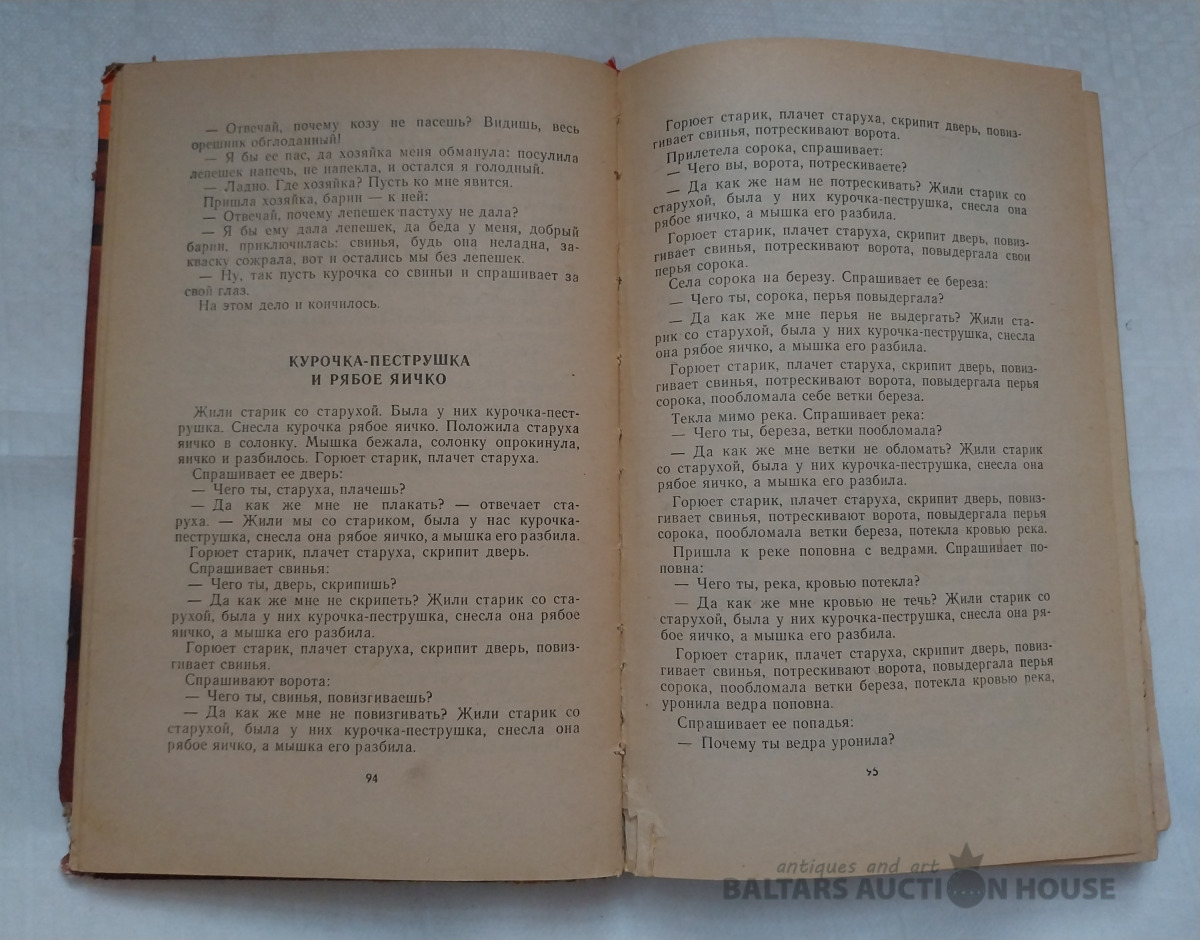 — Отвечай, почему козу не пасешь? Видишь, весь
орешник обглоданный!
— Я бы ее пас, да хозяйка меня обманула: посулила
лепешек напечь, не напекла, и остался я голодный.
— Ладно. Где хозяйка? Пусть ко мне явится.
Пришла хозяйка, барин — к ней:
— Отвечай, почему лепешек пастуху не дала?
— Я бы ему дала лепешек, да беда у меня, добрый
барин, приключилась: свинья, будь она неладна, за-
кваску сожрала, вот и остались мы без лепешек.
— Ну, так пусть курочка со свиньи и спрашивает за
свой глаз.
На этом дело и кончилось.
КУРОЧКА-ПЕСТРУШКА
И РЯБОЕ ЯИЧКО
Жили старик со старухой. Была у них курочка-пест-
рушка. Снесла курочка рябое яичко. Положила старуха
яичко в солонку. Мышка бежала, солонку опрокинула,
яичко и разбилось. Горюет старик, плачет старуха.
Спрашивает ее дверь:
— Чего ты, старуха, плачешь?
— Да как же мне не плакать? — отвечает ста-
руха. — Жили мы со стариком, была у нас курочка-
пеструшка, снесла она рябое яичко, а мышка его разбила.
Горюет старик, плачет старуха, скрипит дверь.
Спрашивает свинья:
— Чего ты, дверь, скрипишь?
— Да как же мне не скрипеть? Жили старик со ста-
рухой, была у них курочка-пеструшка, снесла она рябое
яичко, а мышка его разбила.
Горюет старик, плачет старуха, скрипит дверь, повиз-
гивает свинья.
Спрашивают ворота:
— Чего ты, свинья, повизгиваешь?
— Да как же мне не повизгивать? Жили старик со
старухой, была у них курочка-пеструшка, снесла она
рябое яичко, а мышка его разбила.
94
Горюет старик, плачет старуха, скрипит дверь, повиз-
гивает свинья, потрескивают ворота.
Прилетела сорока, спрашивает:
— Чего вы, ворота, потрескиваете?
— Да как же нам не потрескивать? Жили старик со
старухой, была у них курочка-пеструшка, снесла она
рябое яичко, а мышка его разбила.
Горюет старик, плачет старуха, скрипит дверь, повиз-
гивает свинья, потрескивают ворота, повыдергала свои
перья сорока.
Села сорока на березу. Спрашивает ее береза:
— Чего ты, сорока, перья повыдергала?
— Да как же мне перья не выдергать? Жили ста-
рик со старухой, была у них курочка-пеструшка, снесла
она рябое яичко, а мышка его разбила.
Горюет старик, плачет старуха, скрипит дверь, повиз-
гивает свинья, потрескивают ворота, повыдергала перья
сорока, пообломала себе ветки береза.
Текла мимо река. Спрашивает река:
— Чего ты, береза, ветки пообломала?
— Да как же мне ветки не обломать? Жили старик
со старухой, была у них курочка-пеструшка, снесла она
рябое яичко, а мышка его разбила.
Горюет старик, плачет старуха, скрипит дверь, повиз-
гивает свинья, потрескивают ворота, повыдергала перья
сорока, пообломала ветки береза, потекла кровью река.
Пришла к реке поповна с ведрами. Спрашивает по-
повна:
— Чего ты, река, кровью потекла?
— Да как же мне кровью не течь? Жили старик со
старухой, была у них курочка-пеструшка, снесла она ря-
бое яичко, а мышка его разбила.
Горюет старик, плачет старуха, скрипит дверь, повиз-
гивает свинья, потрескивают ворота, повыдергала перья
сорока, пообломала ветки береза, потекла кровью река,
уронила ведра поповна.
Спрашивает ее попадья:
— Почему ты ведра уронила?
95
antiques and art
BALTARS AUCTION HOUSE